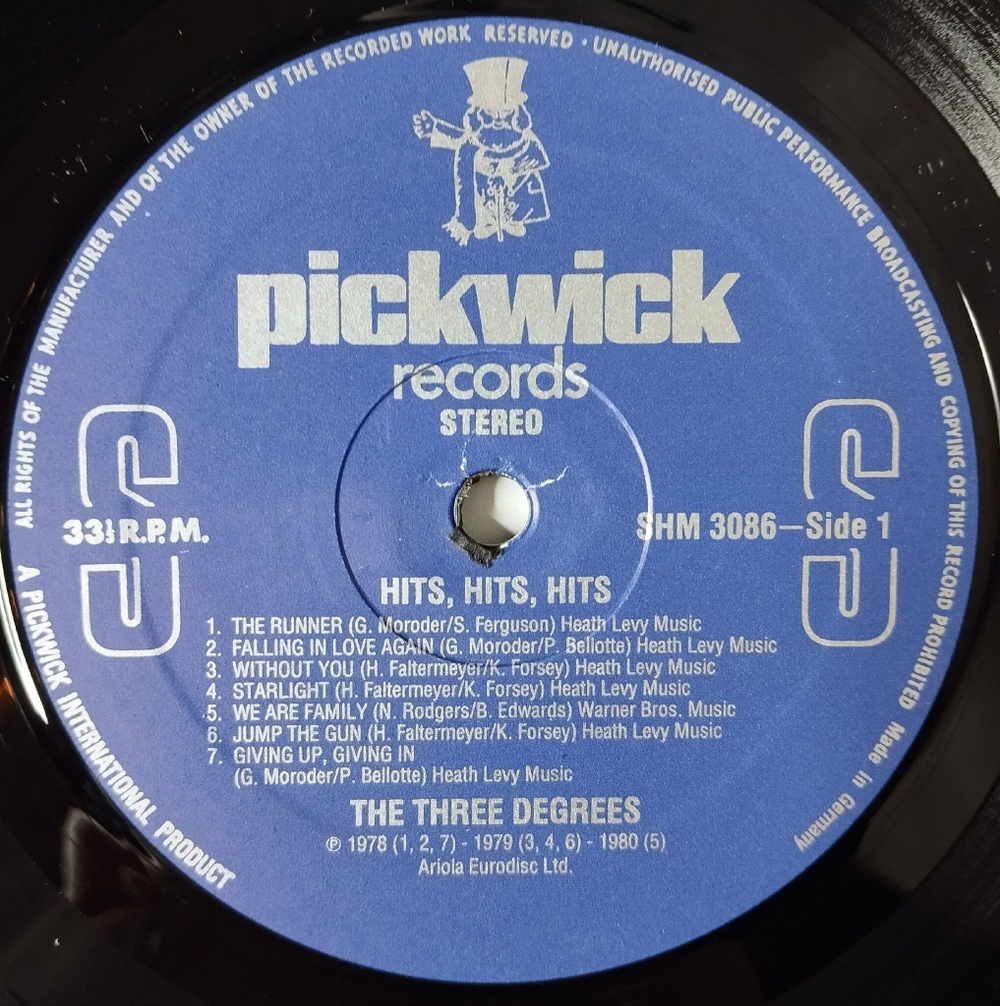 ALL RIGHTS OF THE MANUFACTURER AND OF THE OWNER OF THE RECORDED WORK RESERVED · UNAUTHORISED PUBLIC PERFORMANCE BROADCASTING AND COPYING OF THIS RECORD PROHIBITED Made in Germany
pickwick
records
STEREO
33⅓ R.P.M.
SHM 3086—Side 1
HITS, HITS, HITS
1. THE RUNNER (G. Moroder/S. Ferguson) Heath Levy Music
2. FALLING IN LOVE AGAIN (G. Moroder/P. Bellotte) Heath Levy Music
3. WITHOUT YOU (H. Faltermeyer/K. Forsey) Heath Levy Music
4. STARLIGHT (H. Faltermeyer/K. Forsey) Heath Levy Music
5. WE ARE FAMILY (N. Rodgers/B. Edwards) Warner Bros. Music
6. JUMP THE GUN (H. Faltermeyer/K. Forsey) Heath Levy Music
7. GIVING UP, GIVING IN
(G. Moroder/P. Bellotte) Heath Levy Music
THE THREE DEGREES
℗ 1978 (1, 2, 7) - 1979 (3, 4, 6) - 1980 (5)
Ariola Eurodisc Ltd.
A PICKWICK INTERNATIONAL PRODUCT